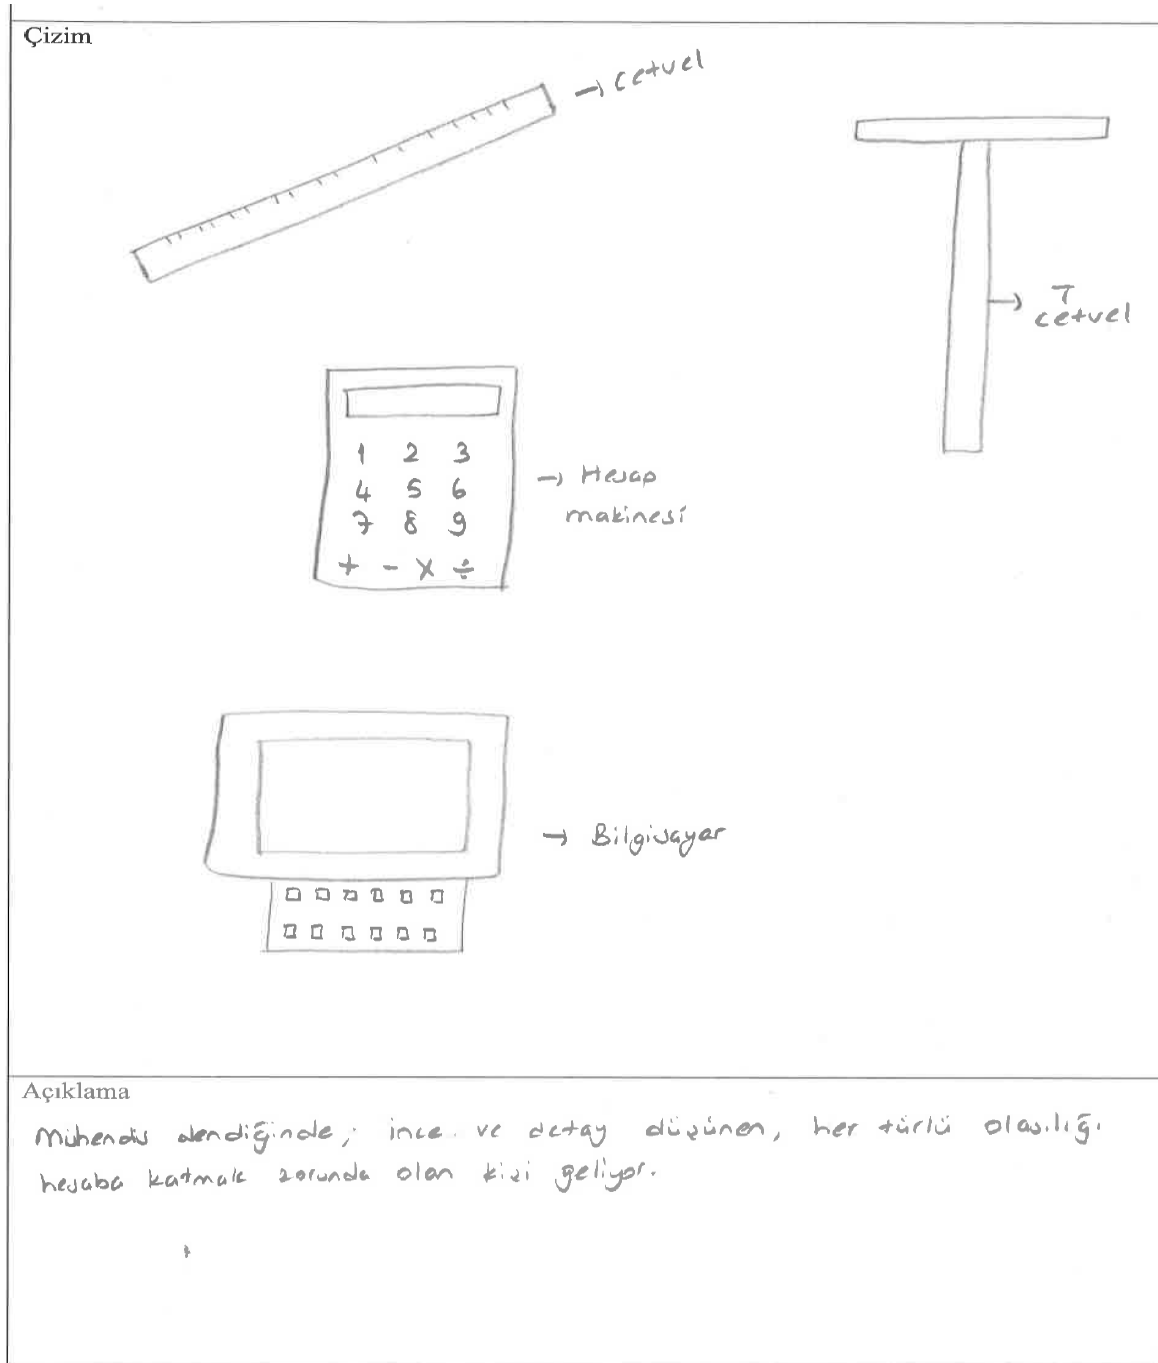 Çizim
→ cetvel
→ T
cetvel
1 2 3
4 5 6
7 8 9
+ - x ÷
→ Hesap
makinesi
→ Bilgisayar
Açıklama
Mühendis dendiğinde, ince ve detay düşünen, her türlü olasılığı
hesaba katmak zorunda olan kişi geliyor.